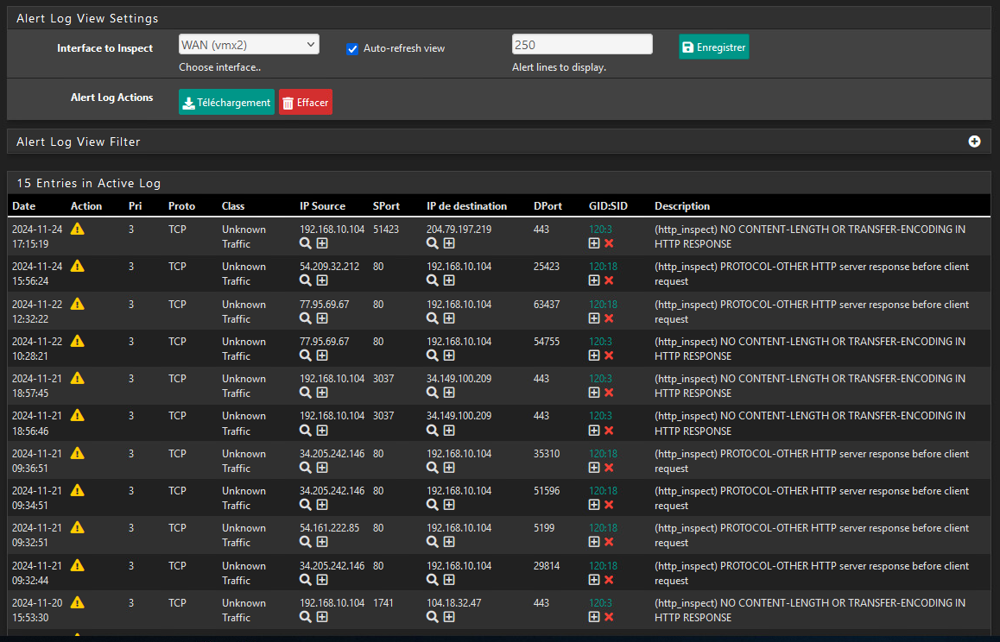 Alert Log View Settings
Interface to Inspect WAN (vmx2) Auto-refresh view 250 Enregistrer
Choose interface.. Alert lines to display.
Alert Log Actions Téléchargement Effacer
Alert Log View Filter
15 Entries in Active Log
Date Action Pri Proto Class IP Source SPort IP de destination DPort GID:SID Description
2024-11-24 3 TCP Unknown 192.168.10.104 51423 204.79.197.219 443 120:3 (http_inspect) NO CONTENT-LENGTH OR TRANSFER-ENCODING IN
17:15:19 Traffic HTTP RESPONSE
2024-11-24 3 TCP Unknown 54.209.32.212 80 192.168.10.104 25423 120:18 (http_inspect) PROTOCOL-OTHER HTTP server response before client
15:56:24 Traffic request
2024-11-22 3 TCP Unknown 77.95.69.67 80 192.168.10.104 63437 120:18 (http_inspect) PROTOCOL-OTHER HTTP server response before client
12:32:22 Traffic request
2024-11-22 3 TCP Unknown 77.95.69.67 80 192.168.10.104 54755 120:3 (http_inspect) NO CONTENT-LENGTH OR TRANSFER-ENCODING IN
10:28:21 Traffic HTTP RESPONSE
2024-11-21 3 TCP Unknown 192.168.10.104 3037 34.149.100.209 443 120:3 (http_inspect) NO CONTENT-LENGTH OR TRANSFER-ENCODING IN
18:57:45 Traffic HTTP RESPONSE
2024-11-21 3 TCP Unknown 192.168.10.104 3037 34.149.100.209 443 120:3 (http_inspect) NO CONTENT-LENGTH OR TRANSFER-ENCODING IN
18:56:46 Traffic HTTP RESPONSE
2024-11-21 3 TCP Unknown 34.205.242.146 80 192.168.10.104 35310 120:18 (http_inspect) PROTOCOL-OTHER HTTP server response before client
09:36:51 Traffic request
2024-11-21 3 TCP Unknown 34.205.242.146 80 192.168.10.104 51596 120:18 (http_inspect) PROTOCOL-OTHER HTTP server response before client
09:34:51 Traffic request
2024-11-21 3 TCP Unknown 54.161.222.85 80 192.168.10.104 5199 120:18 (http_inspect) PROTOCOL-OTHER HTTP server response before client
09:32:51 Traffic request
2024-11-21 3 TCP Unknown 34.205.242.146 80 192.168.10.104 29814 120:18 (http_inspect) PROTOCOL-OTHER HTTP server response before client
09:32:44 Traffic request
2024-11-20 3 TCP Unknown 192.168.10.104 1741 104.18.32.47 443 120:3 (http_inspect) NO CONTENT-LENGTH OR TRANSFER-ENCODING IN
15:53:30 Traffic HTTP RESPONSE